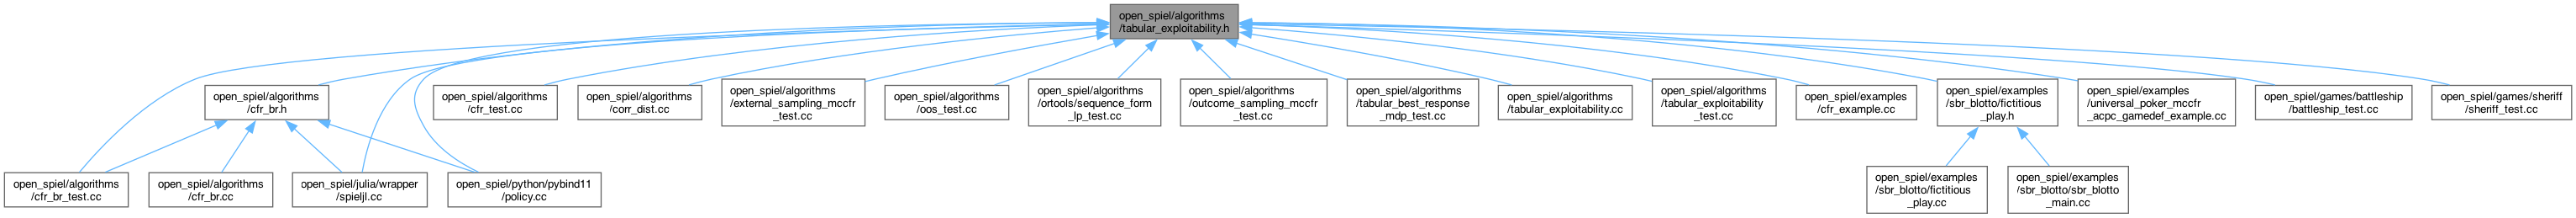 open_spiel/algorithms
/tabular_exploitability.h
open_spiel/algorithms
/cfr_br.h
open_spiel/algorithms
/cfr_test.cc
open_spiel/algorithms
/corr_dist.cc
open_spiel/algorithms
/external_sampling_mccfr
_test.cc
open_spiel/algorithms
/oos_test.cc
open_spiel/algorithms
/ortools/sequence_form
_lp_test.cc
open_spiel/algorithms
/outcome_sampling_mccfr
_test.cc
open_spiel/algorithms
/tabular_best_response
_mdp_test.cc
open_spiel/algorithms
/tabular_exploitability.cc
open_spiel/algorithms
/tabular_exploitability
_test.cc
open_spiel/examples
/cfr_example.cc
open_spiel/examples
/sbr_blotto/fictitious
_play.h
open_spiel/examples
/universal_poker_mccfr
_acpc_gamedef_example.cc
open_spiel/games/battleship
/battleship_test.cc
open_spiel/games/sheriff
/sheriff_test.cc
open_spiel/algorithms
/cfr_br_test.cc
open_spiel/algorithms
/cfr_br.cc
open_spiel/julia/wrapper
/spieljl.cc
open_spiel/python/pybind11
/policy.cc
open_spiel/examples
/sbr_blotto/fictitious
_play.cc
open_spiel/examples
/sbr_blotto/sbr_blotto
_main.cc